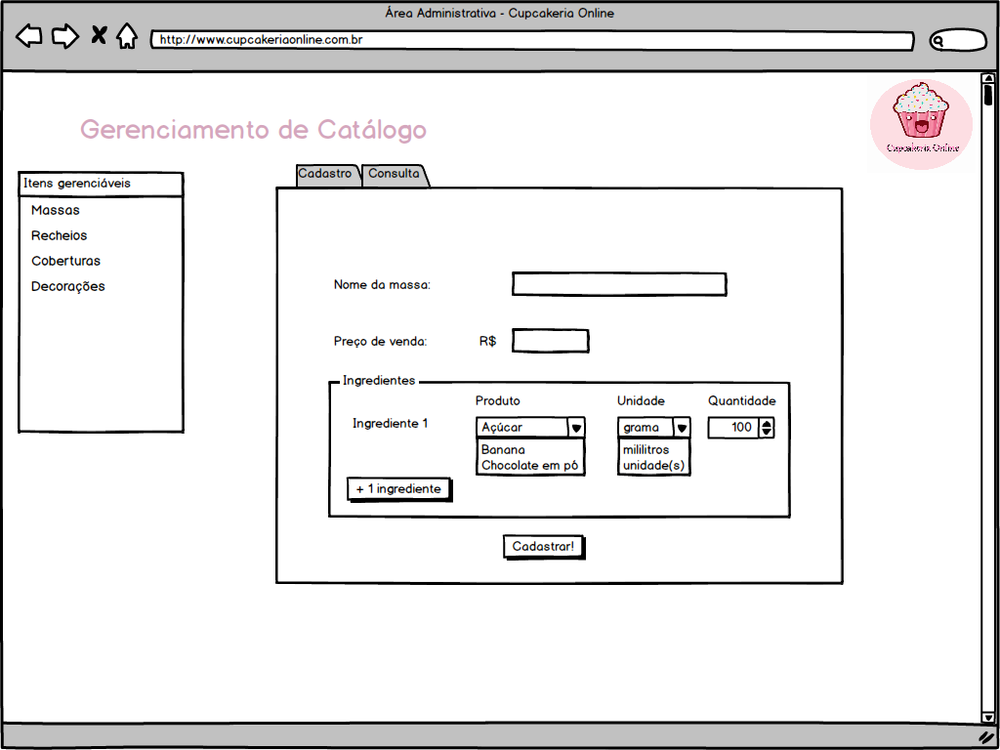 Área Administrativa - Cupcakeria Online
http://www.cupcakeriaonline.com.br
Cupcakeria Online
Gerenciamento de Catálogo
Itens gerenciáveis
Massas
Recheios
Coberturas
Decorações
Cadastro Consulta
Nome da massa:
Preço de venda: R$
Ingredientes
Produto Unidade Quantidade
Ingrediente 1 Açúcar grama 100
Banana mililitros
Chocolate em pó unidade(s)
+ 1 ingrediente
Cadastrar!